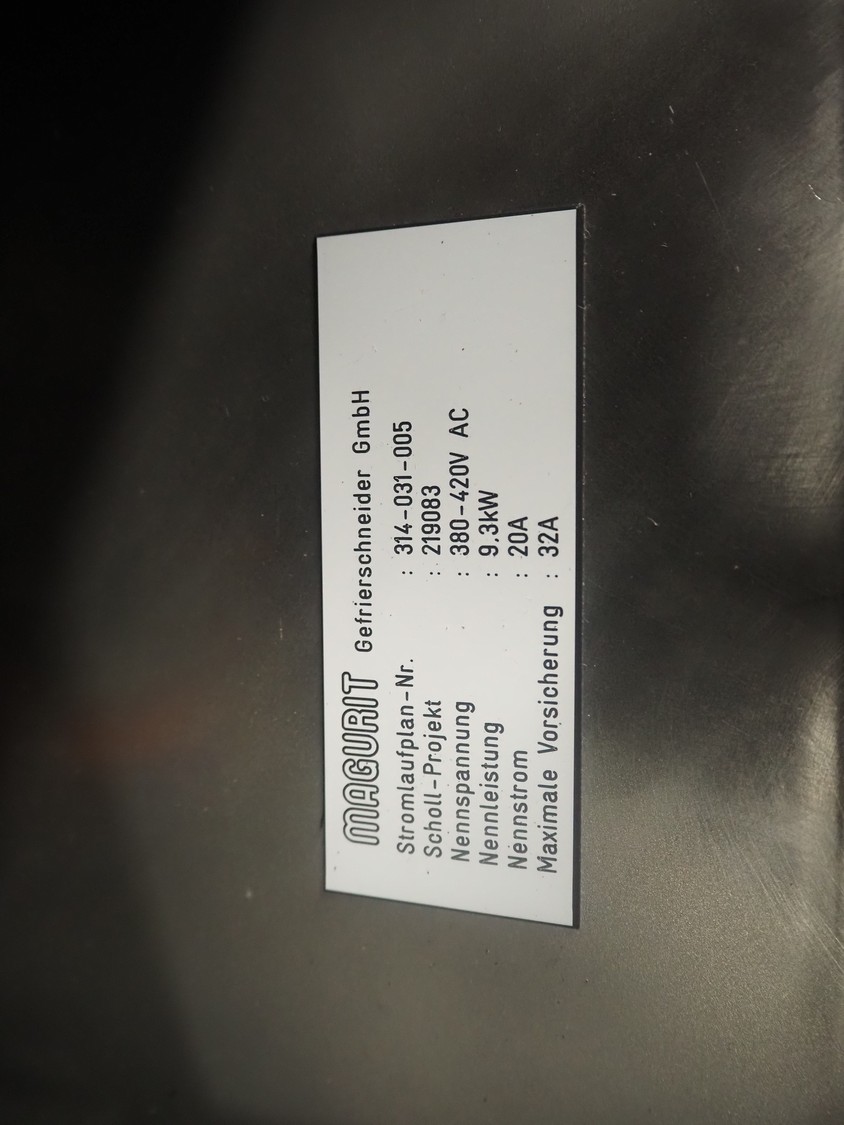 MAGURIT Gefrierschneider GmbH
Stromlaufplan-Nr. : 314-031-005
Scholl-Projekt : 219083
Nennspannung : 380-420V AC
Nennleistung : 9.3kW
Nennstrom : 20A
Maximale Vorsicherung : 32A